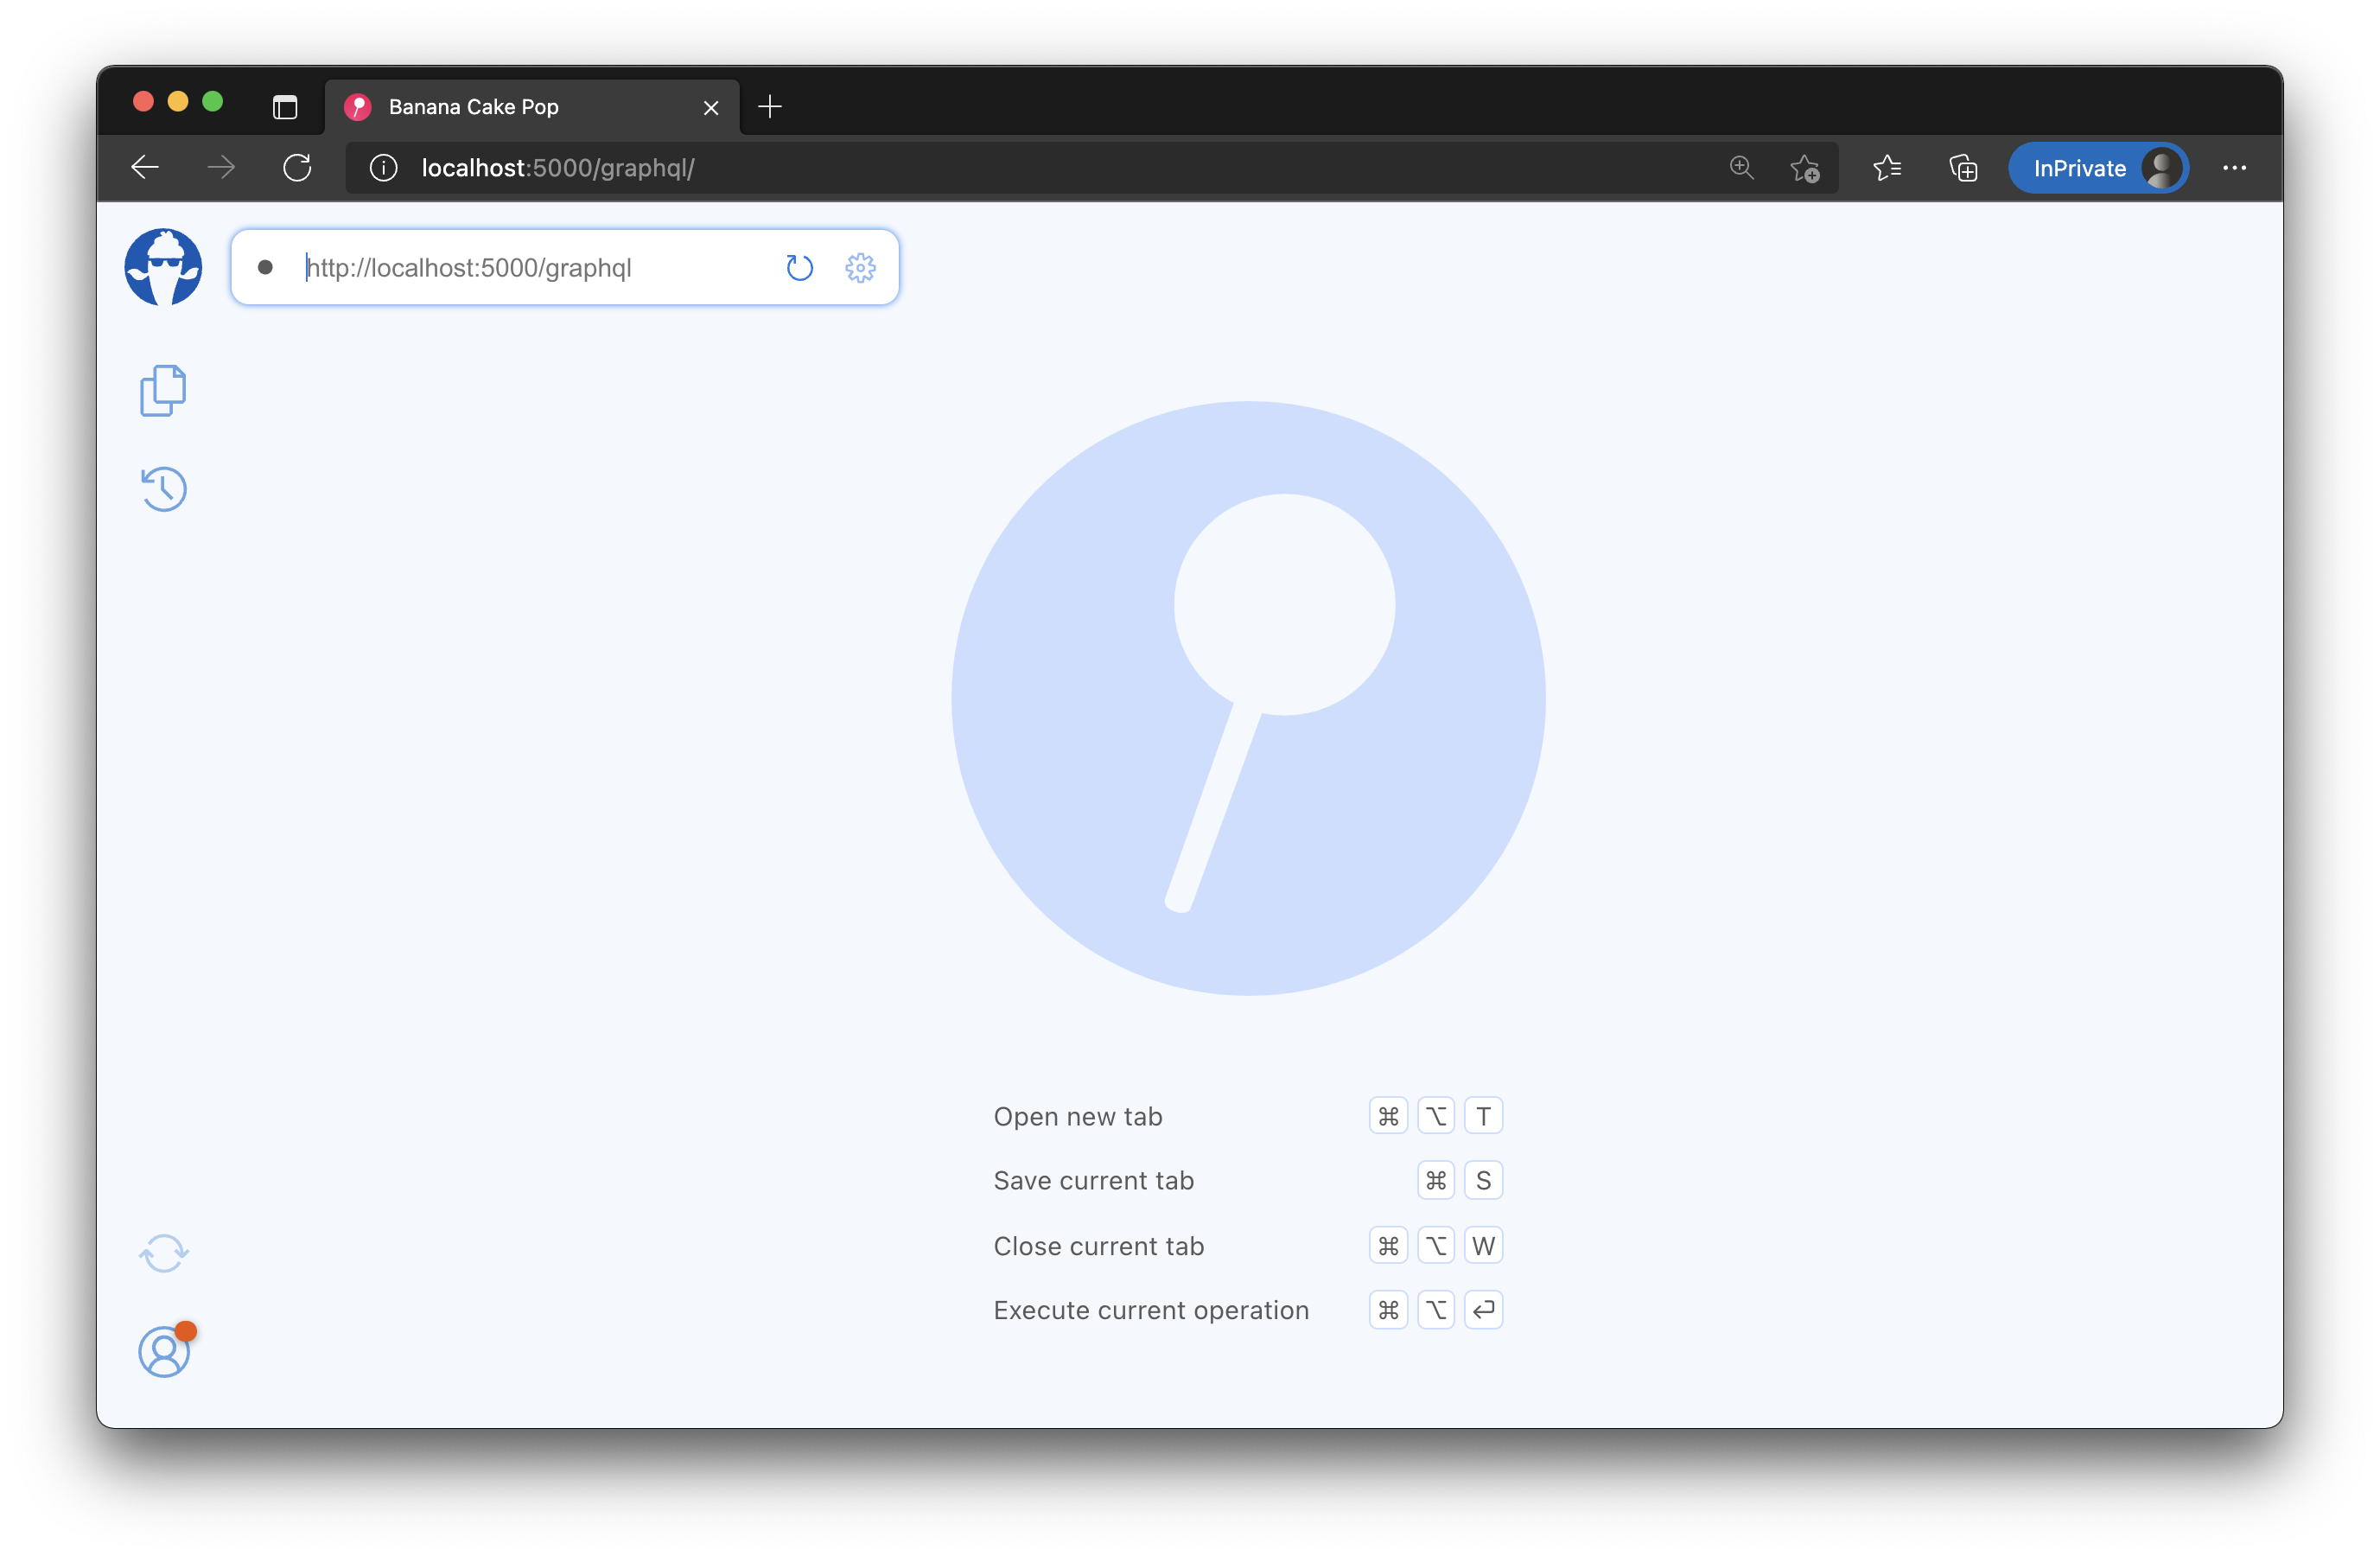 Banana Cake Pop
localhost:5000/graphql/
InPrivate
http://localhost:5000/graphql
Open new tab ⌘ ⌥ T
Save current tab ⌘ S
Close current tab ⌘ ⌥ W
Execute current operation ⌘ ⌥ ↩